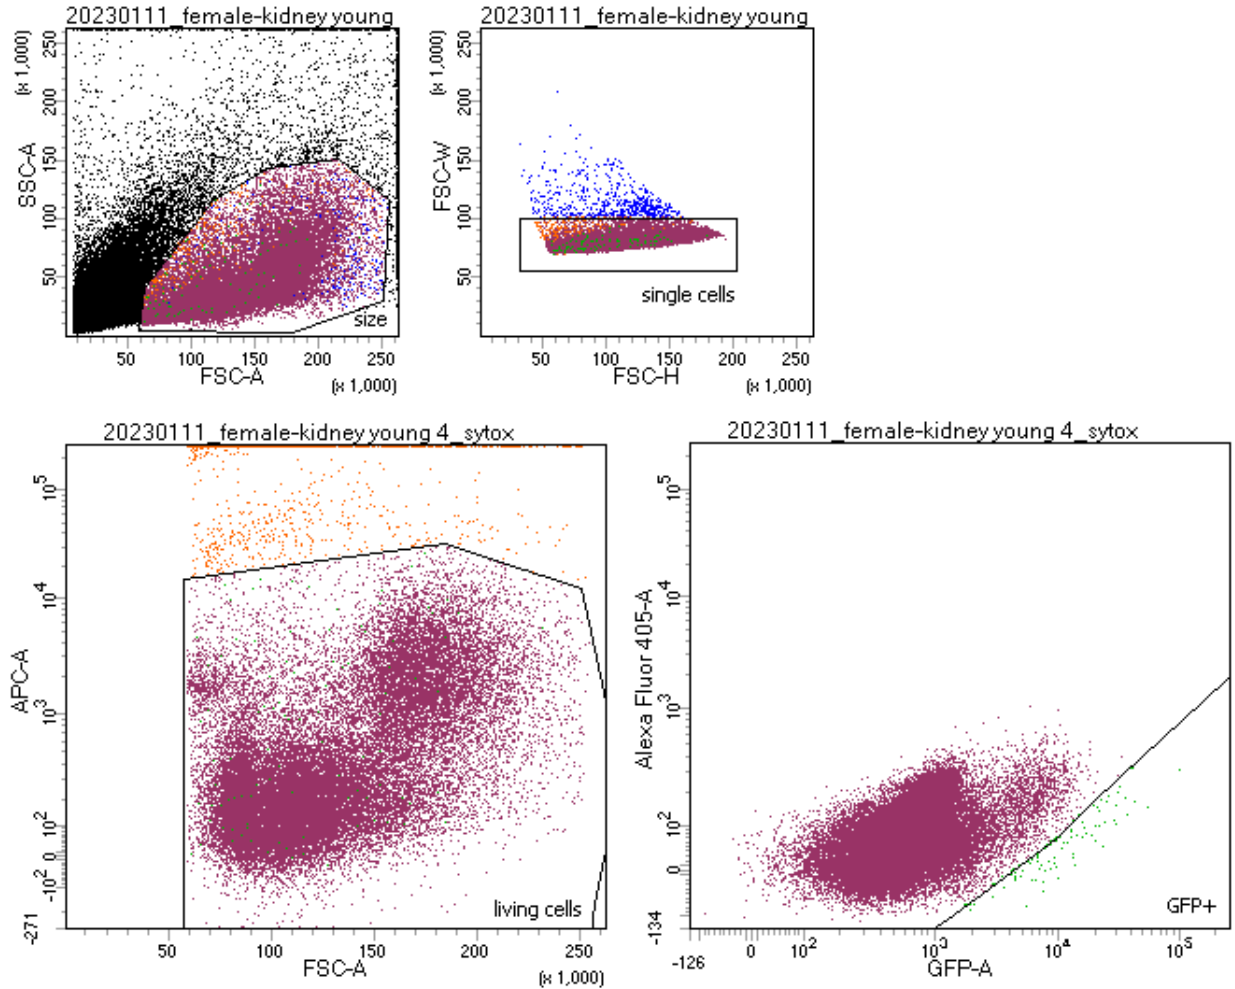 20230111_female-kidney young
(x 1,000)
SSC-A
250
200
150
100
50
size
50 100 150 200 250
FSC-A
(x 1,000)
20230111_female-kidney young
(x 1,000)
FSC-W
250
200
150
100
50
single cells
50 100 150 200 250
FSC-H
(x 1,000)
20230111_female-kidney young 4_sytox
APC-A
10^5
10^4
10^3
10^2
0
-10^2
-271
living cells
50 100 150 200 250
FSC-A
(x 1,000)
20230111_female-kidney young 4_sytox
Alexa Fluor 405-A
10^5
10^4
10^3
10^2
0
-134
GFP+
-126 0 10^2 10^3 10^4 10^5
GFP-A